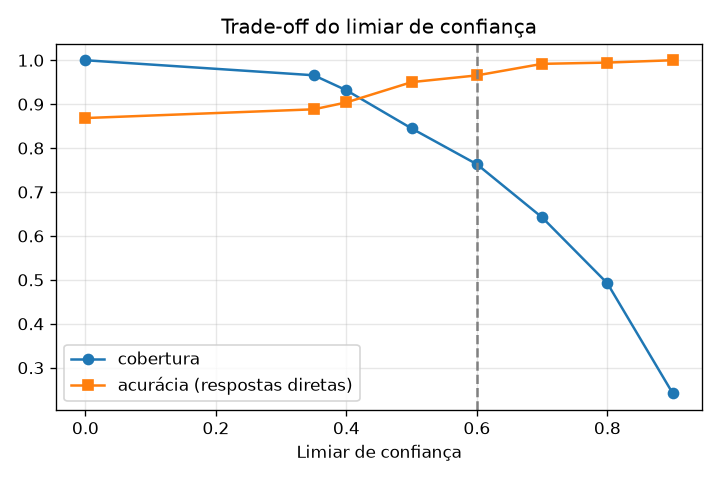 Trade-off do limiar de confiança
1.0
0.9
0.8
0.7
0.6
0.5
0.4
0.3
cobertura
acurácia (respostas diretas)
0.0 0.2 0.4 0.6 0.8
Limiar de confiança